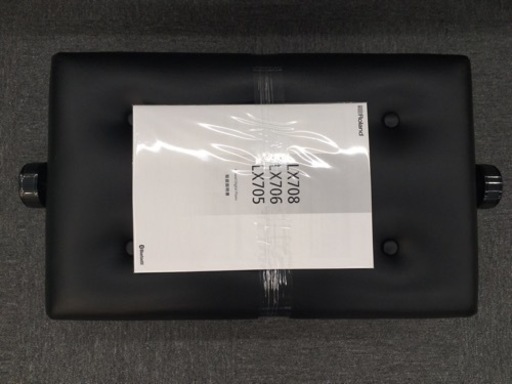 Roland
LX708
LX706
LX705
取扱説明書
Bluetooth